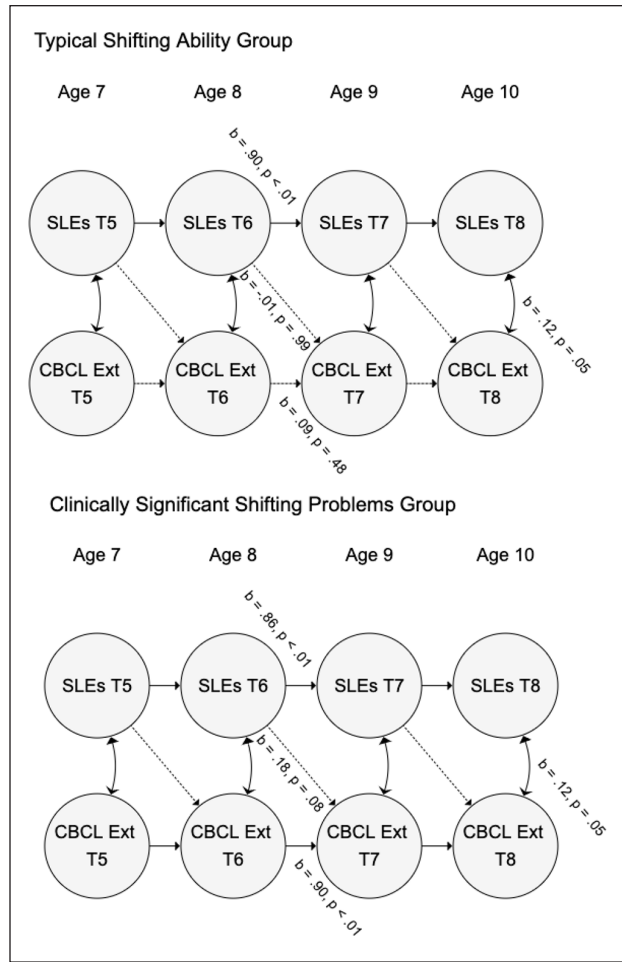 Typical Shifting Ability Group
Age 7 Age 8 Age 9 Age 10
b = .90, p < .01
SLEs T5 SLEs T6 SLEs T7 SLEs T8
b = -.01, p = .99
b = .12, p = .05
CBCL Ext CBCL Ext CBCL Ext CBCL Ext
T5 T6 T7 T8
b = .09, p = .48
Clinically Significant Shifting Problems Group
Age 7 Age 8 Age 9 Age 10
b = .86, p < .01
SLEs T5 SLEs T6 SLEs T7 SLEs T8
b = .18, p = .08
b = .12, p = .05
CBCL Ext CBCL Ext CBCL Ext CBCL Ext
T5 T6 T7 T8
b = .90, p < .01